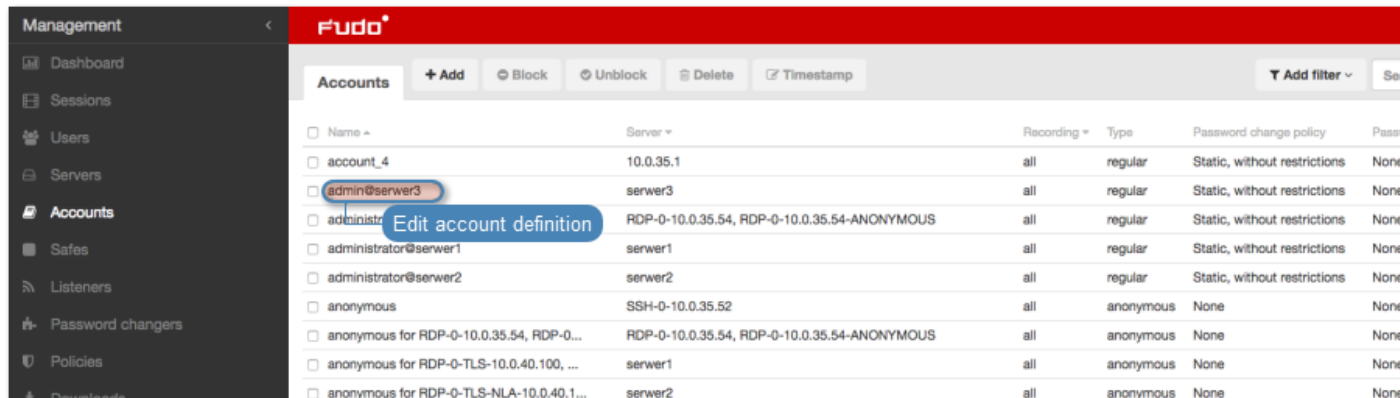 Management
Fudo
Dashboard
Accounts + Add Block Unblock Delete Timestamp Add filter
Sessions
Users
Name Server Recording Type Password change policy
account_4 10.0.35.1 all regular Static, without restrictions None
Servers
admin@serwer3 serwer3 all regular Static, without restrictions None
Accounts
RDP-0-10.0.35.54, RDP-0-10.0.35.54-ANONYMOUS all regular Static, without restrictions None
Edit account definition
Safes
administrator@serwer1 serwer1 all regular Static, without restrictions None
administrator@serwer2 serwer2 all regular Static, without restrictions None
Listeners
anonymous SSH-0-10.0.35.52 all anonymous None None
Password changers
anonymous for RDP-0-10.0.35.54, RDP-0... RDP-0-10.0.35.54, RDP-0-10.0.35.54-ANONYMOUS all anonymous None None
Policies
anonymous for RDP-0-TLS-10.0.40.100, ... serwer1 all anonymous None None
Downloads
anonymous for RDP-0-TLS-NLA-10.0.40.1... serwer2 all anonymous None None